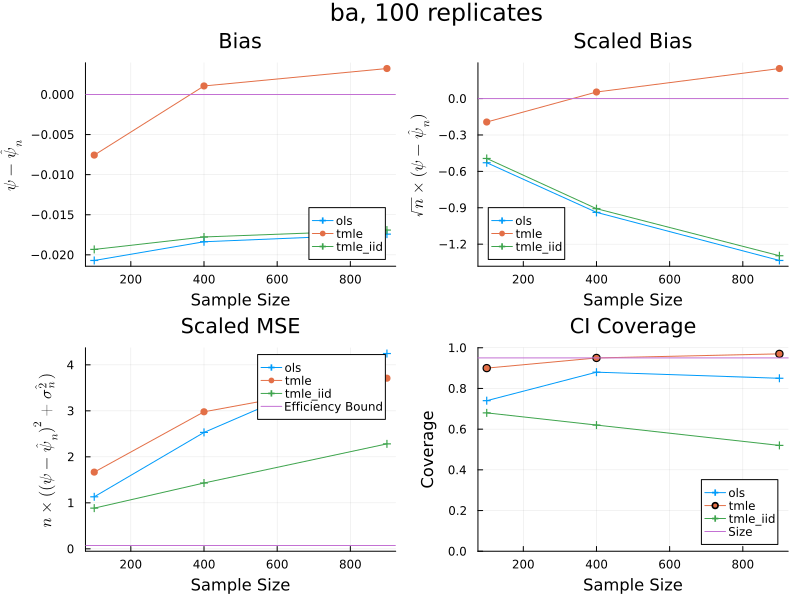 ba, 100 replicates
Bias
0.000
−0.005
−0.010
−0.015
−0.020
ψ − ψ̂ₙ
200 400 600 800
Sample Size
ols
tmle
tmle_iid
Scaled Bias
0.0
−0.3
−0.6
−0.9
−1.2
√n × (ψ − ψ̂ₙ)
200 400 600 800
Sample Size
ols
tmle
tmle_iid
Scaled MSE
4
3
2
1
0
n × ((ψ − ψ̂ₙ)² + σ̂ₙ²)
200 400 600 800
Sample Size
ols
tmle
tmle_iid
Efficiency Bound
CI Coverage
1.0
0.8
0.6
0.4
0.2
0.0
Coverage
200 400 600 800
Sample Size
ols
tmle
tmle_iid
Size